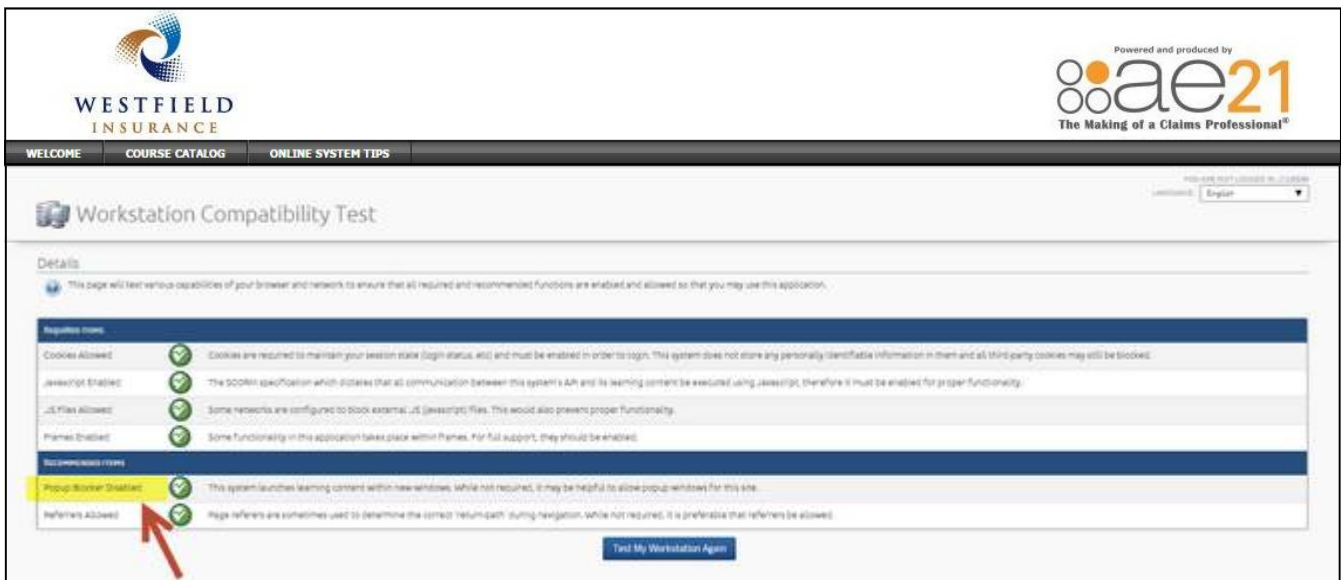 Powered and produced by
ae21
The Making of a Claims Professional®
WESTFIELD
INSURANCE
WELCOME COURSE CATALOG ONLINE SYSTEM TIPS
English
Workstation Compatibility Test
Details
This page will test various capabilities of your browser and network to ensure that all required and recommended functions are enabled and allowed so that you may use this application.
Required Items
Cookies Allowed: Cookies are required to maintain your session state (login status, etc) and must be enabled in order to login. This system does not store any personally identifiable information in them and all third-party cookies may still be blocked.
Javascript Enabled: The SCORM specification which dictates that all communication between this system's API and its learning content be executed using Javascript, therefore it must be enabled for proper functionality.
.JS Files Allowed: Some networks are configured to block external .JS (javascript) files. This would also prevent proper functionality.
Frames Enabled: Some functionality in this application takes place within frames. For full support, they should be enabled.
Recommended Items
Popup Blocker Disabled: This system launches learning content within new windows. While not required, it may be helpful to allow popup windows for this site.
Referrers Allowed: Page referers are sometimes used to determine the correct 'return path' during navigation. While not required, it is preferable that referrers be allowed.
Test My Workstation Again